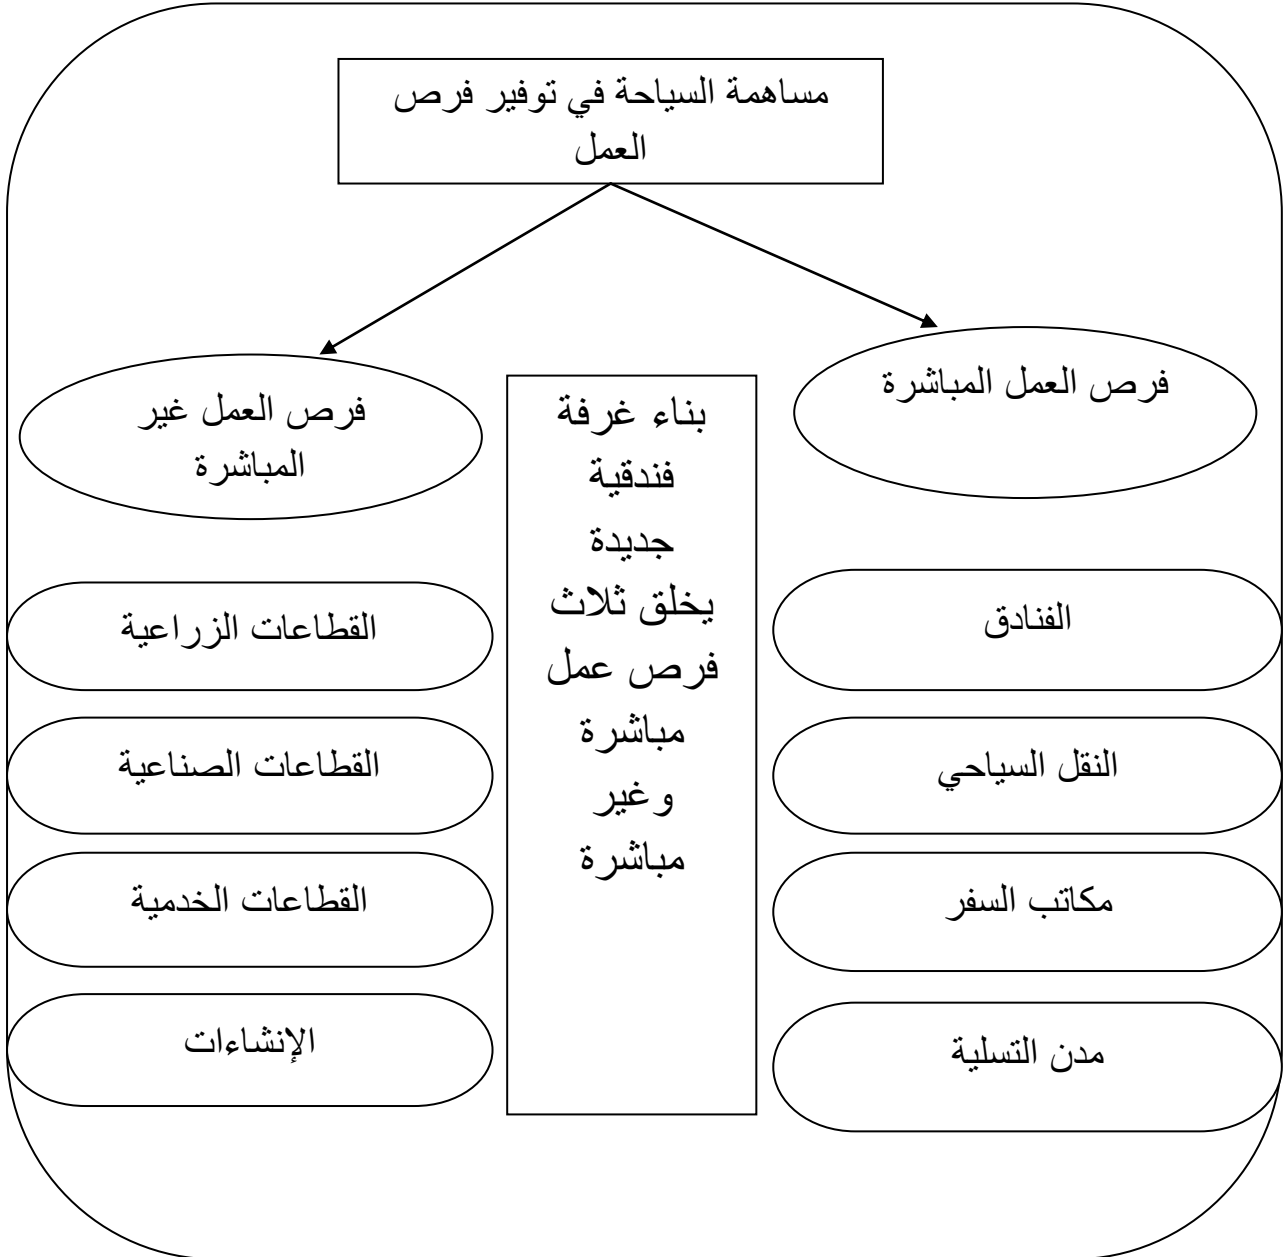 مساهمة السياحة في توفير فرص
العمل
فرص العمل المباشرة
فرص العمل غير
المباشرة
بناء غرفة
فندقية
جديدة
يخلق ثلاث
فرص عمل
مباشرة
وغير
مباشرة
الفنادق
النقل السياحي
مكاتب السفر
مدن التسلية
القطاعات الزراعية
القطاعات الصناعية
القطاعات الخدمية
الإنشاءات